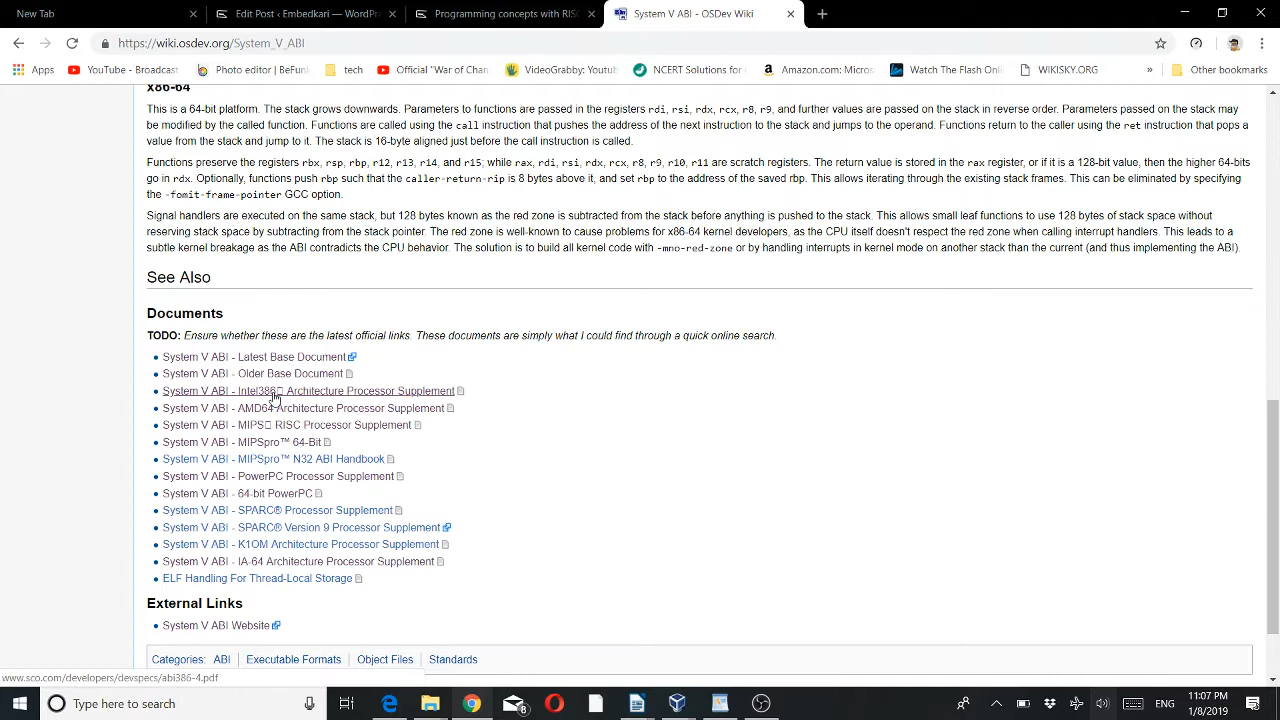 New Tab
Edit Post ‹ Embedkari — WordPr
Programming concepts with RIS
System V ABI - OSDev Wiki
https://wiki.osdev.org/System_V_ABI
Apps
YouTube - Broadcast
Photo editor | BeFun
tech
Official "War of Chan
VideoGrabby: Youtub
NCERT Solutions for
Amazon.com: Micros
Watch The Flash Onli
WIKISKY.ORG
»
Other bookmarks
x86-64
This is a 64-bit platform. The stack grows downwards. Parameters to functions are passed in the registers rdi, rsi, rdx, rcx, r8, r9, and further values are passed on the stack in reverse order. Parameters passed on the stack may
be modified by the called function. Functions are called using the call instruction that pushes the address of the next instruction to the stack and jumps to the operand. Functions return to the caller using the ret instruction that pops a
value from the stack and jump to it. The stack is 16-byte aligned just before the call instruction is called.
Functions preserve the registers rbx, rsp, rbp, r12, r13, r14, and r15; while rax, rdi, rsi, rdx, rcx, r8, r9, r10, r11 are scratch registers. The return value is stored in the rax register, or if it is a 128-bit value, then the higher 64-bits
go in rdx. Optionally, functions push rbp such that the caller-return-rip is 8 bytes above it, and set rbp to the address of the saved rbp. This allows iterating through the existing stack frames. This can be eliminated by specifying
the -fomit-frame-pointer GCC option.
Signal handlers are executed on the same stack, but 128 bytes known as the red zone is subtracted from the stack before anything is pushed to the stack. This allows small leaf functions to use 128 bytes of stack space without
reserving stack space by subtracting from the stack pointer. The red zone is well-known to cause problems for x86-64 kernel developers, as the CPU itself doesn't respect the red zone when calling interrupt handlers. This leads to a
subtle kernel breakage as the ABI contradicts the CPU behavior. The solution is to build all kernel code with -mno-red-zone or by handling interrupts in kernel mode on another stack than the current (and thus implementing the ABI).
See Also
Documents
TODO: Ensure whether these are the latest official links. These documents are simply what I could find through a quick online search.
System V ABI - Latest Base Document
System V ABI - Older Base Document
System V ABI - Intel386 Architecture Processor Supplement
System V ABI - AMD64 Architecture Processor Supplement
System V ABI - MIPS RISC Processor Supplement
System V ABI - MIPSpro™ 64-Bit
System V ABI - MIPSpro™ N32 ABI Handbook
System V ABI - PowerPC Processor Supplement
System V ABI - 64-bit PowerPC
System V ABI - SPARC® Processor Supplement
System V ABI - SPARC® Version 9 Processor Supplement
System V ABI - K1OM Architecture Processor Supplement
System V ABI - IA-64 Architecture Processor Supplement
ELF Handling For Thread-Local Storage
External Links
System V ABI Website
Categories: ABI | Executable Formats | Object Files | Standards
www.sco.com/developers/devspecs/abi386-4.pdf
Type here to search
8
ENG
11:07 PM
1/8/2019